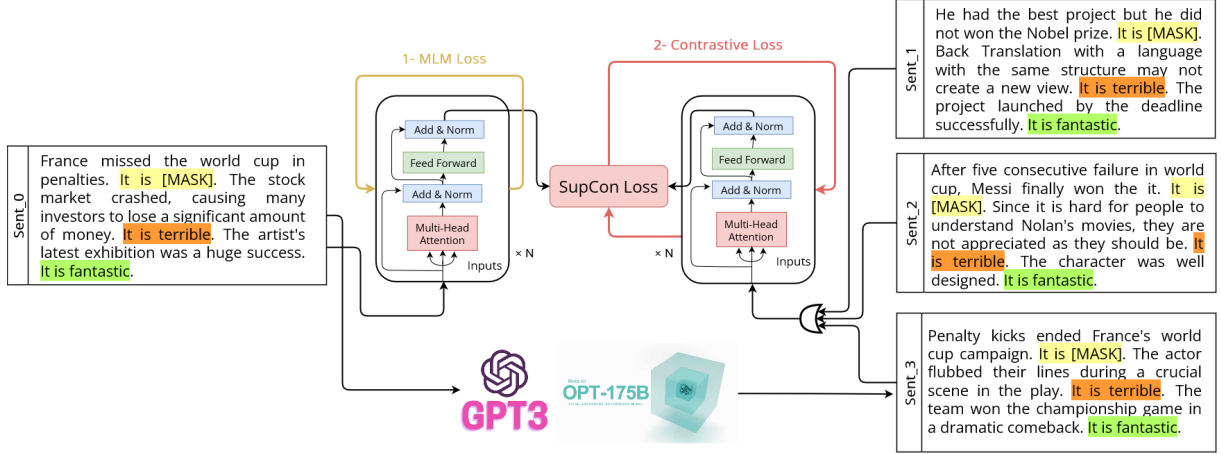 Sent_0
France missed the world cup in
penalties. It is [MASK]. The stock
market crashed, causing many
investors to lose a significant amount
of money. It is terrible. The artist's
latest exhibition was a huge success.
It is fantastic.
1- MLM Loss
Add & Norm
Feed Forward
Add & Norm
Multi-Head
Attention
Inputs
× N
2- Contrastive Loss
SupCon Loss
Add & Norm
Feed Forward
Add & Norm
Multi-Head
Attention
Inputs
× N
GPT3
OPT-175B
Sent_1
He had the best project but he did
not won the Nobel prize. It is [MASK].
Back Translation with a language
with the same structure may not
create a new view. It is terrible. The
project launched by the deadline
successfully. It is fantastic.
Sent_2
After five consecutive failure in world
cup, Messi finally won the it. It is
[MASK]. Since it is hard for people to
understand Nolan's movies, they are
not appreciated as they should be. It
is terrible. The character was well
designed. It is fantastic.
Sent_3
Penalty kicks ended France's world
cup campaign. It is [MASK]. The actor
flubbed their lines during a crucial
scene in the play. It is terrible. The
team won the championship game in
a dramatic comeback. It is fantastic.